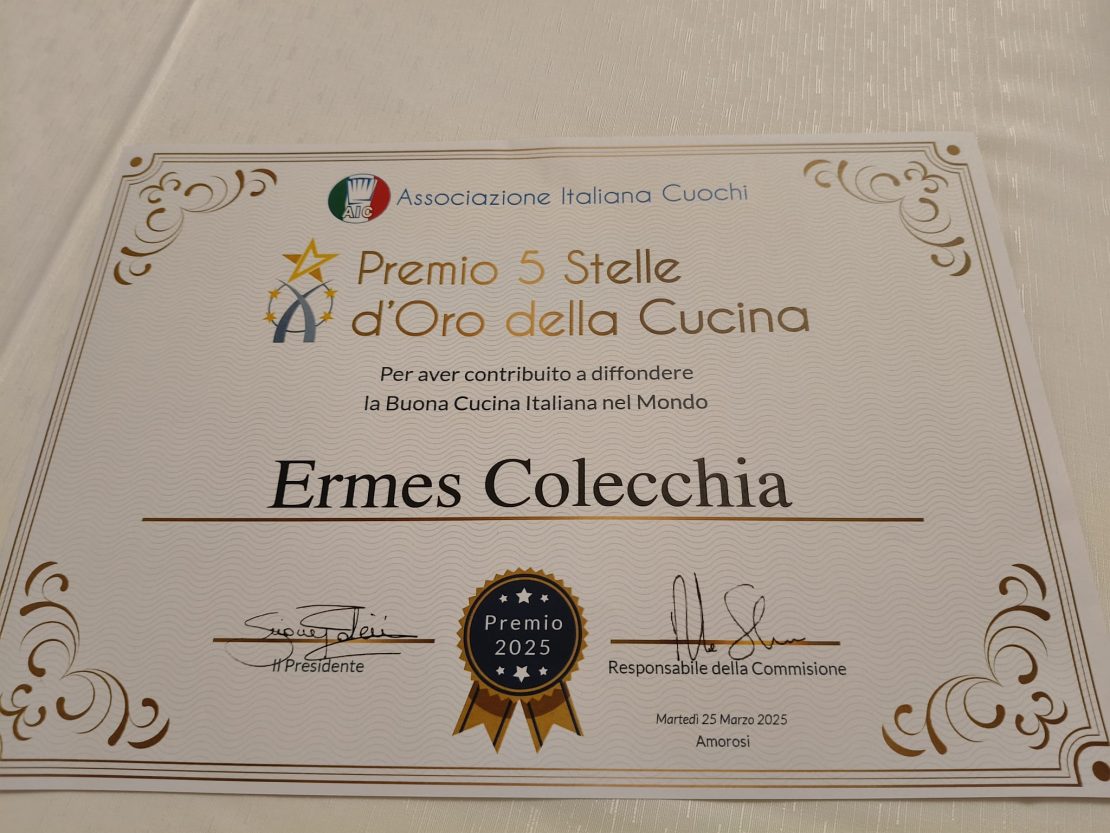 AIC
Associazione Italiana Cuochi
Premio 5 Stelle
d'Oro della Cucina
Per aver contribuito a diffondere
la Buona Cucina Italiana nel Mondo
Ermes Colecchia
Premio
2025
Il Presidente
Responsabile della Commisione
Martedì 25 Marzo 2025
Amorosi